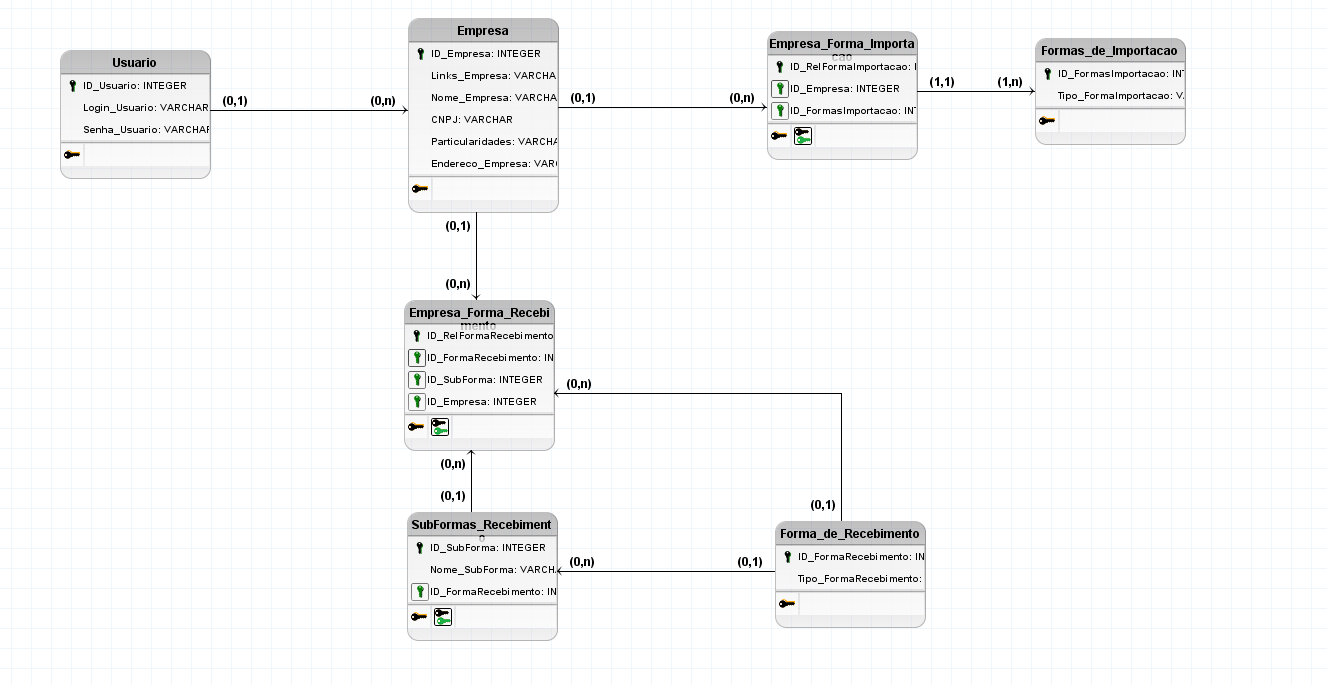 Usuario
ID_Usuario: INTEGER
Login_Usuario: VARCHAR
Senha_Usuario: VARCHAR
(0,1)
(0,n)
Empresa
ID_Empresa: INTEGER
Links_Empresa: VARCHA
Nome_Empresa: VARCHA
CNPJ: VARCHAR
Particularidades: VARCHA
Endereco_Empresa: VAR(
(0,1)
(0,n)
Empresa_Forma_Importa
cao
ID_RelFormaImportacao: I
ID_Empresa: INTEGER
ID_FormasImportacao: INT
(1,1)
(1,n)
Formas_de_Importacao
ID_FormasImportacao: INT
Tipo_FormaImportacao: V.
(0,1)
(0,n)
Empresa_Forma_Recebi
mento
ID_RelFormaRecebimento
ID_FormaRecebimento: IN
ID_SubForma: INTEGER
ID_Empresa: INTEGER
(0,n)
(0,n)
(0,1)
(0,1)
SubFormas_Recebiment
o
ID_SubForma: INTEGER
Nome_SubForma: VARCH.
ID_FormaRecebimento: IN
(0,n)
(0,1)
Forma_de_Recebimento
ID_FormaRecebimento: IN
Tipo_FormaRecebimento: